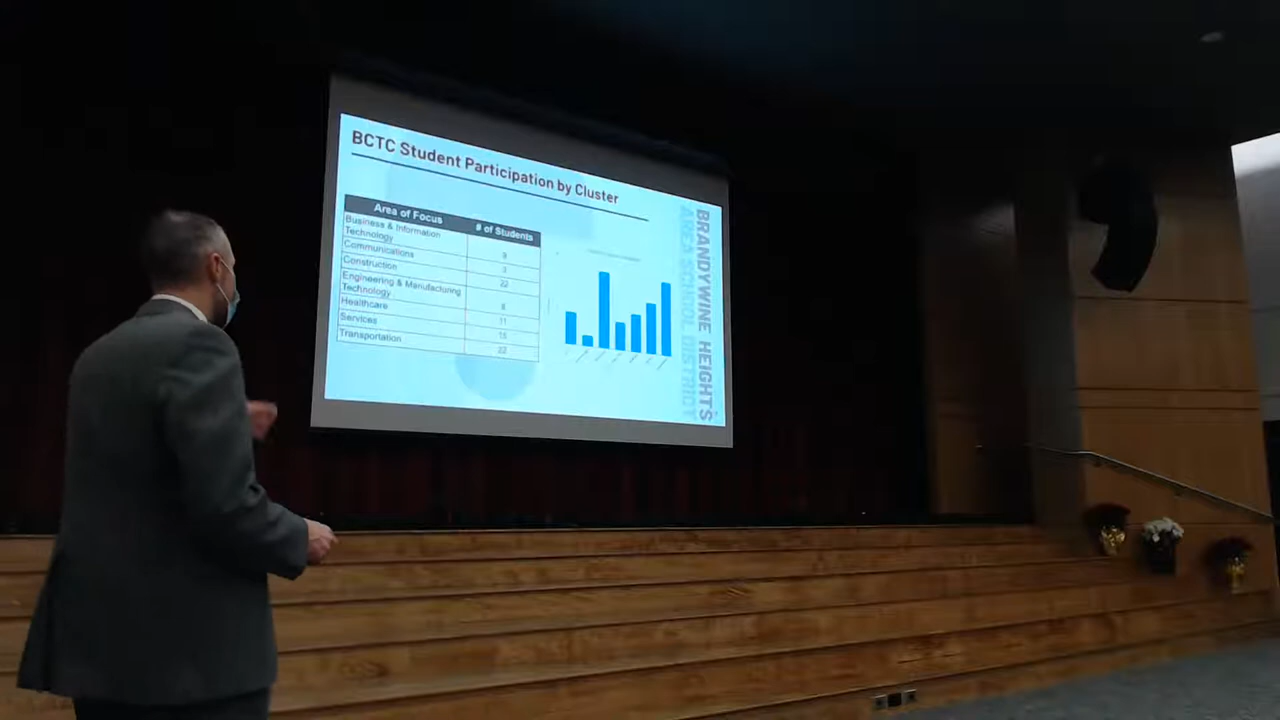 BCTC Student Participation by Cluster
Area of Focus # of Students
Business & Information
Technology 9
Communications 3
Construction 22
Engineering & Manufacturing
Technology 8
Healthcare 11
Services 15
Transportation 22
BRANDYWINE HEIGHTS
AREA SCHOOL DISTRICT